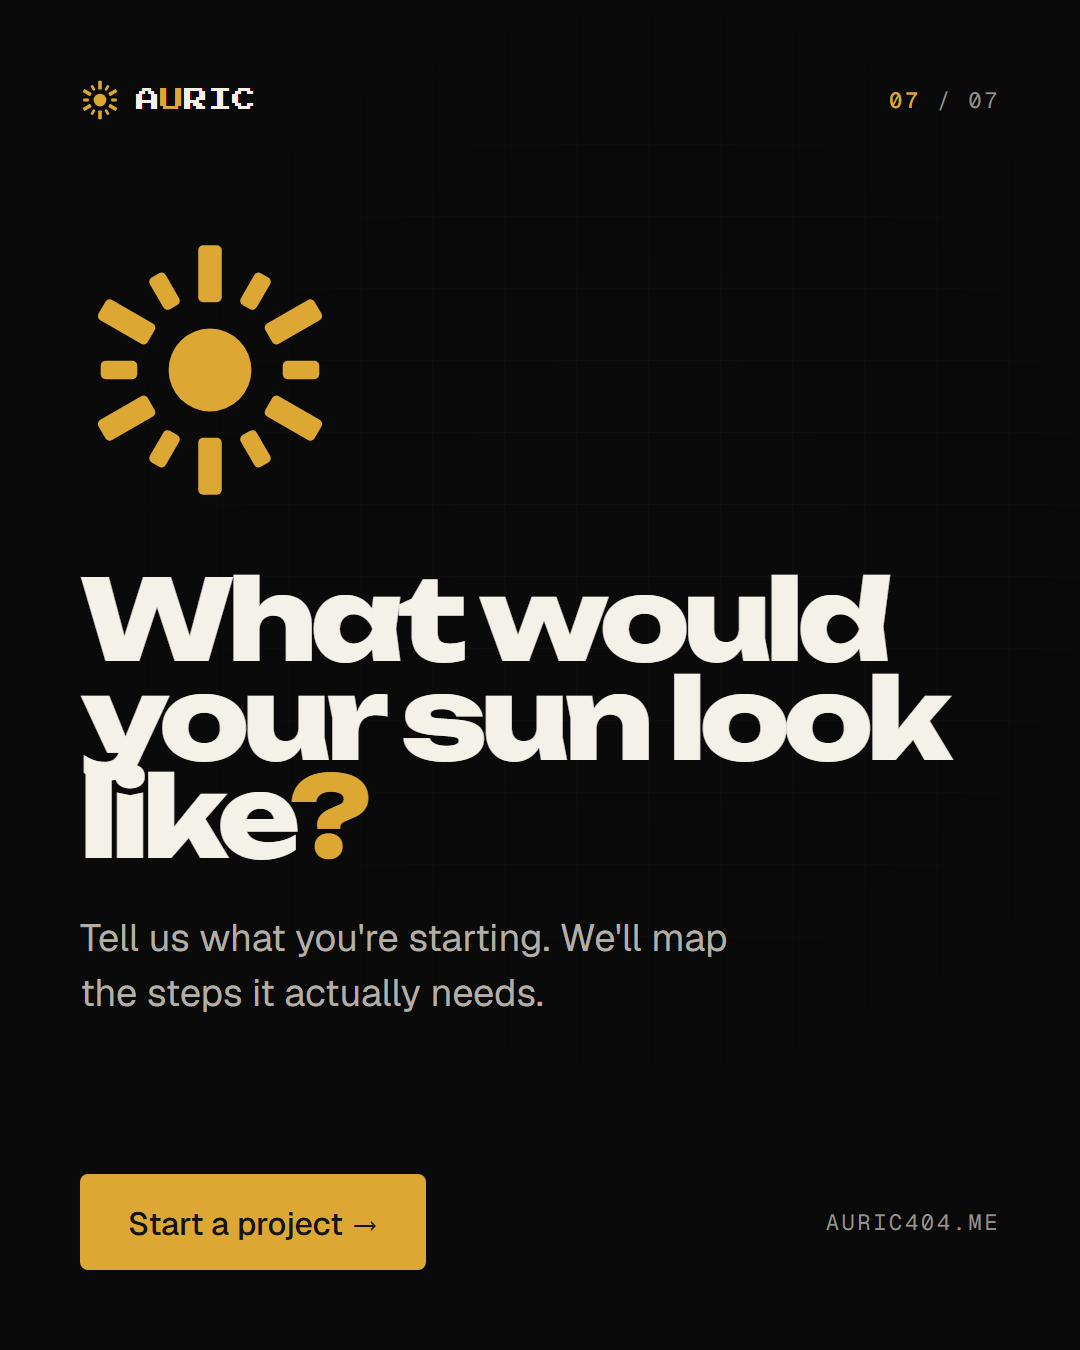 AURIC
07 / 07
What would
your sun look
like?
Tell us what you're starting. We'll map
the steps it actually needs.
Start a project →
AURIC404.ME